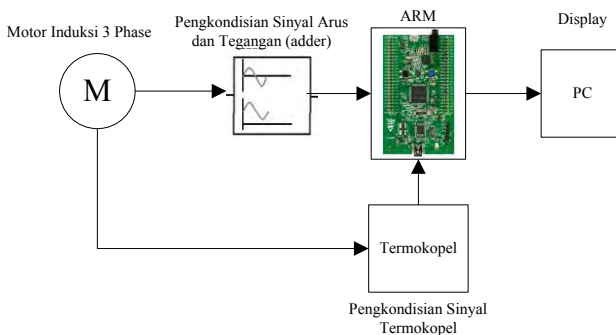 Motor Induksi 3 Phase
Pengkondisian Sinyal Arus
dan Tegangan (adder)
ARM
Display
M
PC
Termokopel
Pengkondisian Sinyal
Termokopel